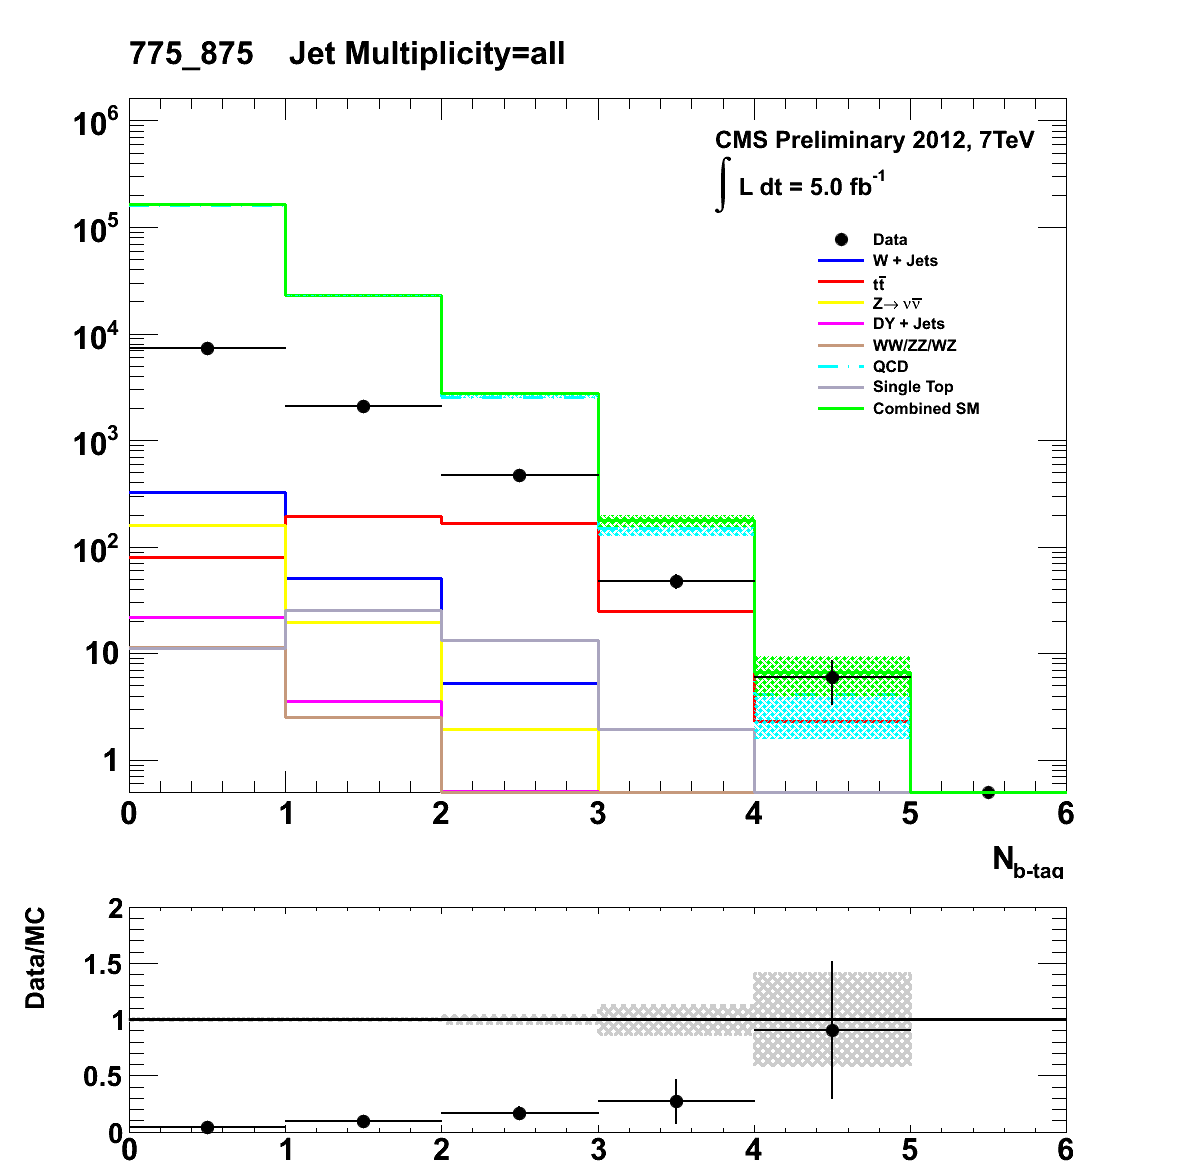 775_875 Jet Multiplicity=all
CMS Preliminary 2012, 7TeV
∫ L dt = 5.0 fb⁻¹
Data
W + Jets
tt̅
Z→ νν̅
DY + Jets
WW/ZZ/WZ
QCD
Single Top
Combined SM
10⁶
10⁵
10⁴
10³
10²
10
1
0 1 2 3 4 5 6
N_b-tag
Data/MC
2
1.5
1
0.5
0
0 1 2 3 4 5 6